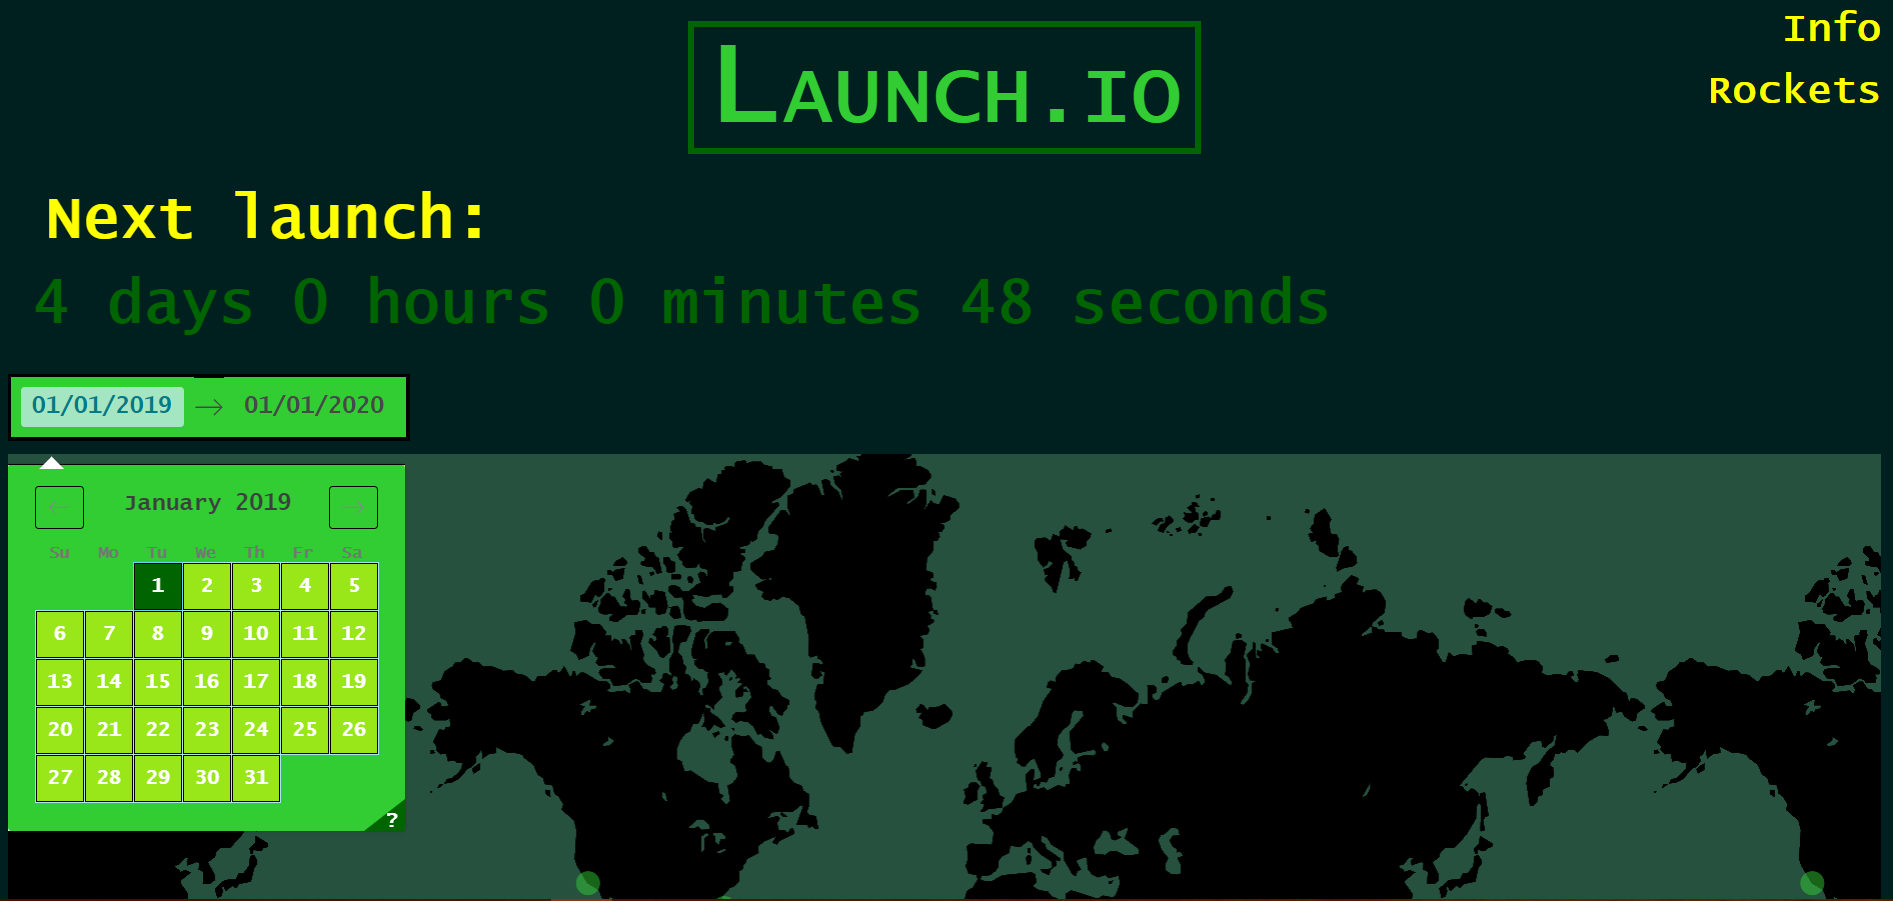 Launch.io
Info
Rockets
Next launch:
4 days 0 hours 0 minutes 48 seconds
01/01/2019 → 01/01/2020
← January 2019 →
Su Mo Tu We Th Fr Sa
1 2 3 4 5
6 7 8 9 10 11 12
13 14 15 16 17 18 19
20 21 22 23 24 25 26
27 28 29 30 31
?